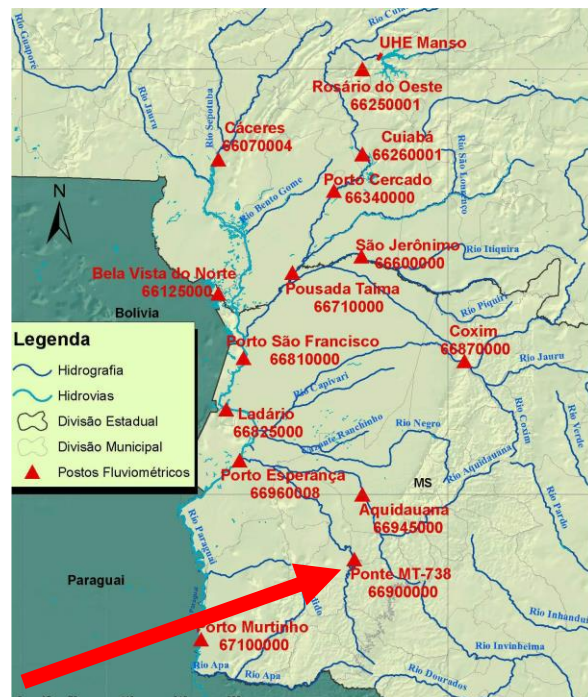 Rio Guaporé
Rio Jauru
Rio Sepotuba
Rio Cuiabá
UHE Manso
Rosário do Oeste
66250001
Cáceres
66070004
Cuiabá
66260001
Rio São Lourenço
Rio Bento Gome
Porto Cercado
66340000
N
São Jerônimo
66600000
Rio Itiquira
Bela Vista do Norte
66125000
Pousada Taima
66710000
Rio Piquiri
Bolivia
Coxim
66870000
Legenda
Hidrografia
Hidrovias
Divisão Estadual
Divisão Municipal
Postos Fluviométricos
Porto São Francisco
66810000
Rio Jauru
Rio Capivari
Rio Verde
Ladário
66825000
Rio Negro
Rio Coxim
Porto Esperança
66960008
Rio Aquidauana
MS
Rio Pardo
Aquidauana
66945000
Rio Paraguai
Ponte MT-738
66900000
Paraguai
Porto Murtinho
67100000
Rio Inhandui
Rio Invinheima
Rio Apa
Rio Apa
Rio Dourados